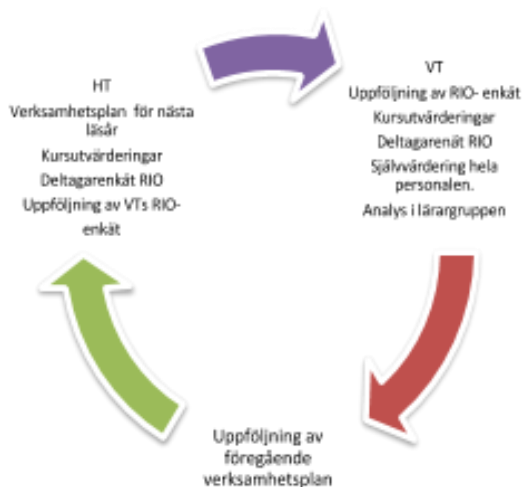 HT
Verksamhetsplan för nästa
läsår
Kursutvärderingar
Deltagarenkät RIO
Uppföljning av VTs RIO-
enkät
VT
Uppföljning av RIO- enkät
Kursutvärderingar
Deltagarenät RIO
Självvärdering hela
personalen.
Analys i lärargruppen
Uppföljning av
föregående
verksamhetsplan